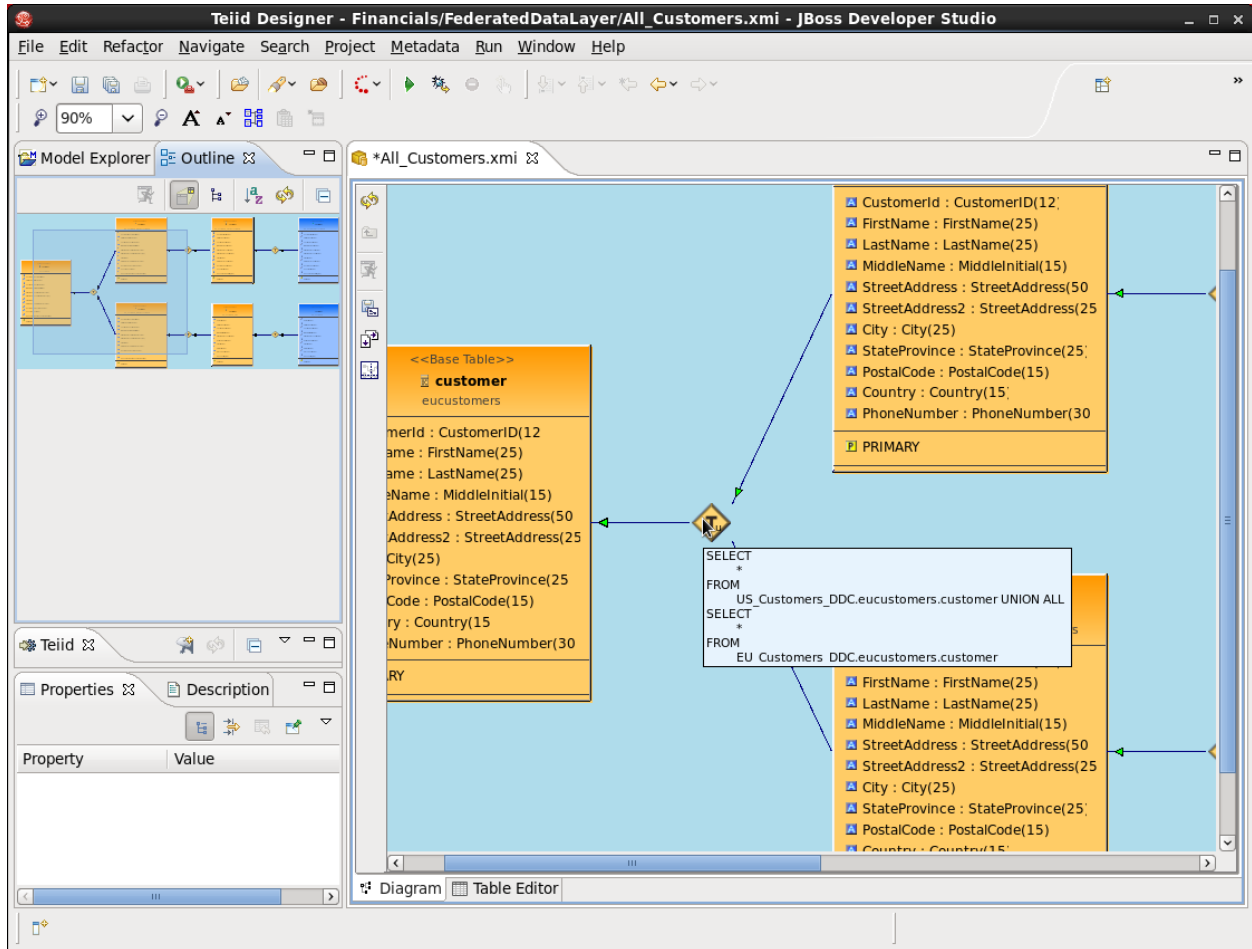 Teiid Designer - Financials/FederatedDataLayer/All_Customers.xmi - JBoss Developer Studio
File Edit Refactor Navigate Search Project Metadata Run Window Help
90%
Model Explorer
Outline
*All_Customers.xmi
CustomerId : CustomerID(12)
FirstName : FirstName(25)
LastName : LastName(25)
MiddleName : MiddleInitial(15)
StreetAddress : StreetAddress(50
StreetAddress2 : StreetAddress(25
City : City(25)
StateProvince : StateProvince(25)
PostalCode : PostalCode(15)
Country : Country(15)
PhoneNumber : PhoneNumber(30
PRIMARY
<<Base Table>>
customer
eucustomers
merId : CustomerID(12
ame : FirstName(25)
ame : LastName(25)
eName : MiddleInitial(15)
Address : StreetAddress(50
Address2 : StreetAddress(25
City(25)
Province : StateProvince(25
Code : PostalCode(15)
ry : Country(15
Number : PhoneNumber(30
RY
SELECT
*
FROM
US_Customers_DDC.eucustomers.customer UNION ALL
SELECT
*
FROM
EU_Customers_DDC.eucustomers.customer
s
FirstName : FirstName(25)
LastName : LastName(25)
MiddleName : MiddleInitial(15)
StreetAddress : StreetAddress(50
StreetAddress2 : StreetAddress(25
City : City(25)
StateProvince : StateProvince(25)
PostalCode : PostalCode(15)
Country : Country(15)
Teiid
Properties
Description
Property Value
Diagram
Table Editor